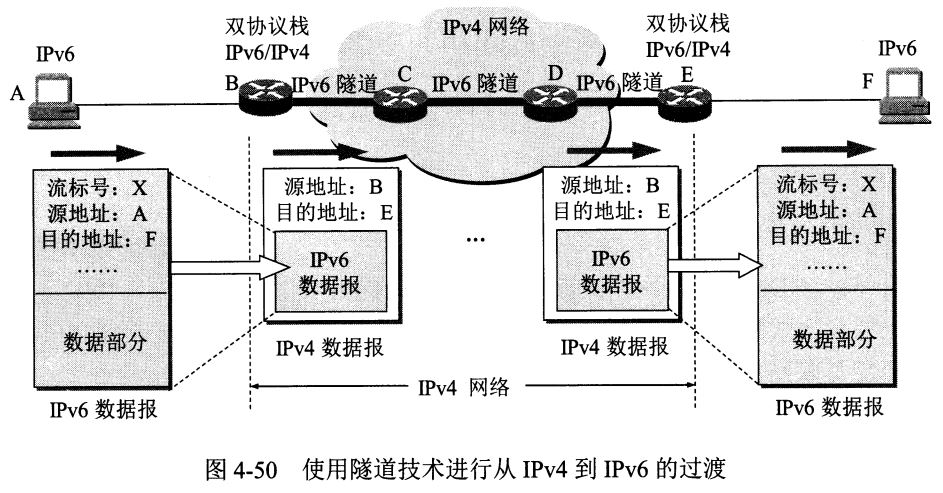 IPv4 网络
双协议栈
IPv6/IPv4
双协议栈
IPv6/IPv4
IPv6
IPv6
A
B
IPv6 隧道
C
IPv6 隧道
D
IPv6 隧道
E
F
流标号：X
源地址：A
目的地址：F
……
数据部分
IPv6 数据报
源地址：B
目的地址：E
IPv6
数据报
IPv4 数据报
...
源地址：B
目的地址：E
IPv6
数据报
IPv4 数据报
流标号：X
源地址：A
目的地址：F
……
数据部分
IPv6 数据报
IPv4 网络
图 4-50 使用隧道技术进行从 IPv4 到 IPv6 的过渡